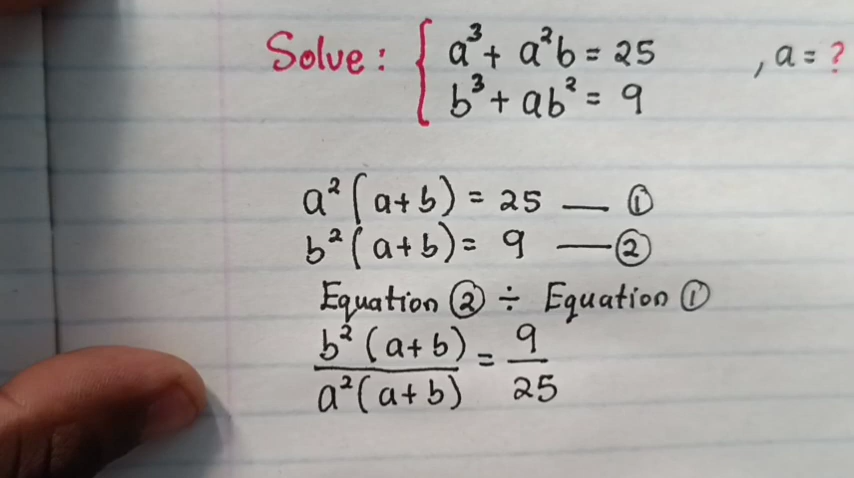 Solve: { a³ + a²b = 25 , a = ?
b³ + ab² = 9
a² ( a + b ) = 25 — ①
b² ( a + b ) = 9 — ②
Equation ② ÷ Equation ①
b² ( a + b ) / a² ( a + b ) = 9 / 25